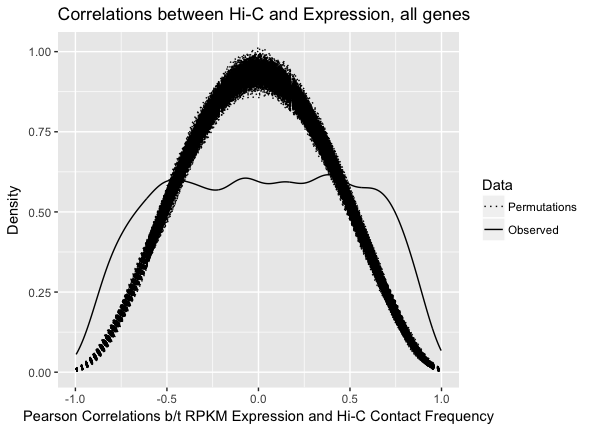 Correlations between Hi-C and Expression, all genes
Density
1.00
0.75
0.50
0.25
0.00
-1.0
-0.5
0.0
0.5
1.0
Pearson Correlations b/t RPKM Expression and Hi-C Contact Frequency
Data
Permutations
Observed